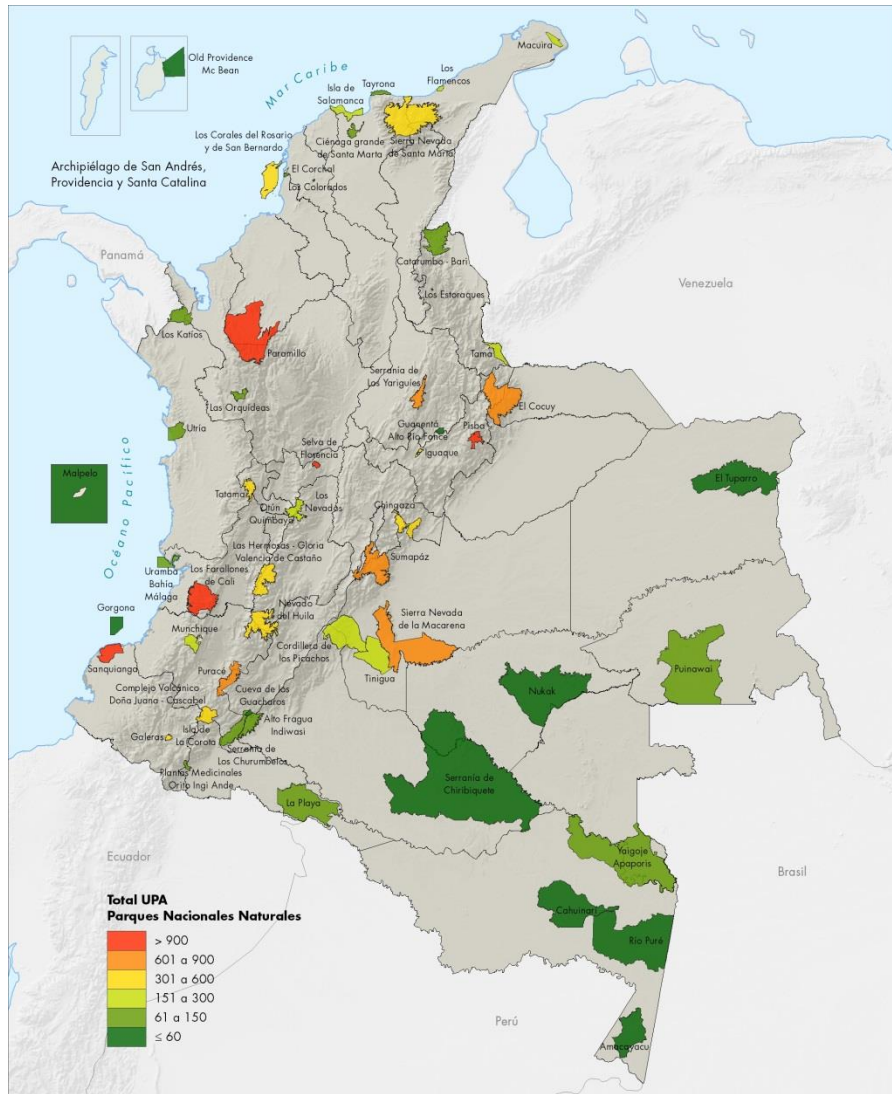 Old Providence
Mc Bean
Mar Caribe
Archipiélago de San Andrés,
Providencia y Santa Catalina
Macuira
Los
Flamencos
Tayrona
Isla de
Salamanca
Los Corales del Rosario
y de San Bernardo
Ciénaga grande
de Santa Marta
Sierra Nevada
de Santa Marta
El Corchal
Los Colorados
Panamá
Venezuela
Catatumbo - Bari
Los Estoraques
Los Katíos
Paramillo
Tamá
Serranía de
Los Yariguies
El Cocuy
Las Orquídeas
Guanentá
Alto Río Fonce
Pisba
Iguaque
Utría
Selva de
Florencia
Océano Pacífico
Malpelo
El Tuparro
Tatamá
Otún
Quimbaya
Los
Nevados
Chingaza
Las Hermosas - Gloria
Valencia de Castaño
Sumapáz
Uramba
Bahía
Málaga
Los Farallones
de Cali
Gorgona
Nevado
del Huila
Sierra Nevada
de la Macarena
Munchique
Cordillera de
los Picachos
Tinigua
Sanquianga
Puracé
Puinawai
Nukak
Complejo Volcánico
Doña Juana - Cascabel
Cueva de los
Guacharos
Alto Fragua
Indiwasi
Galeras
Isla de
La Corota
Serranía de
Los Churumbelos
Plantas Medicinales
Orito Ingi Ande
La Playa
Serranía de
Chiribiquete
Ecuador
Yaigoje
Apaporis
Brasil
Cahuinarí
Río Puré
Perú
Amacayacu
Total UPA
Parques Nacionales Naturales
> 900
601 a 900
301 a 600
151 a 300
61 a 150
≤ 60